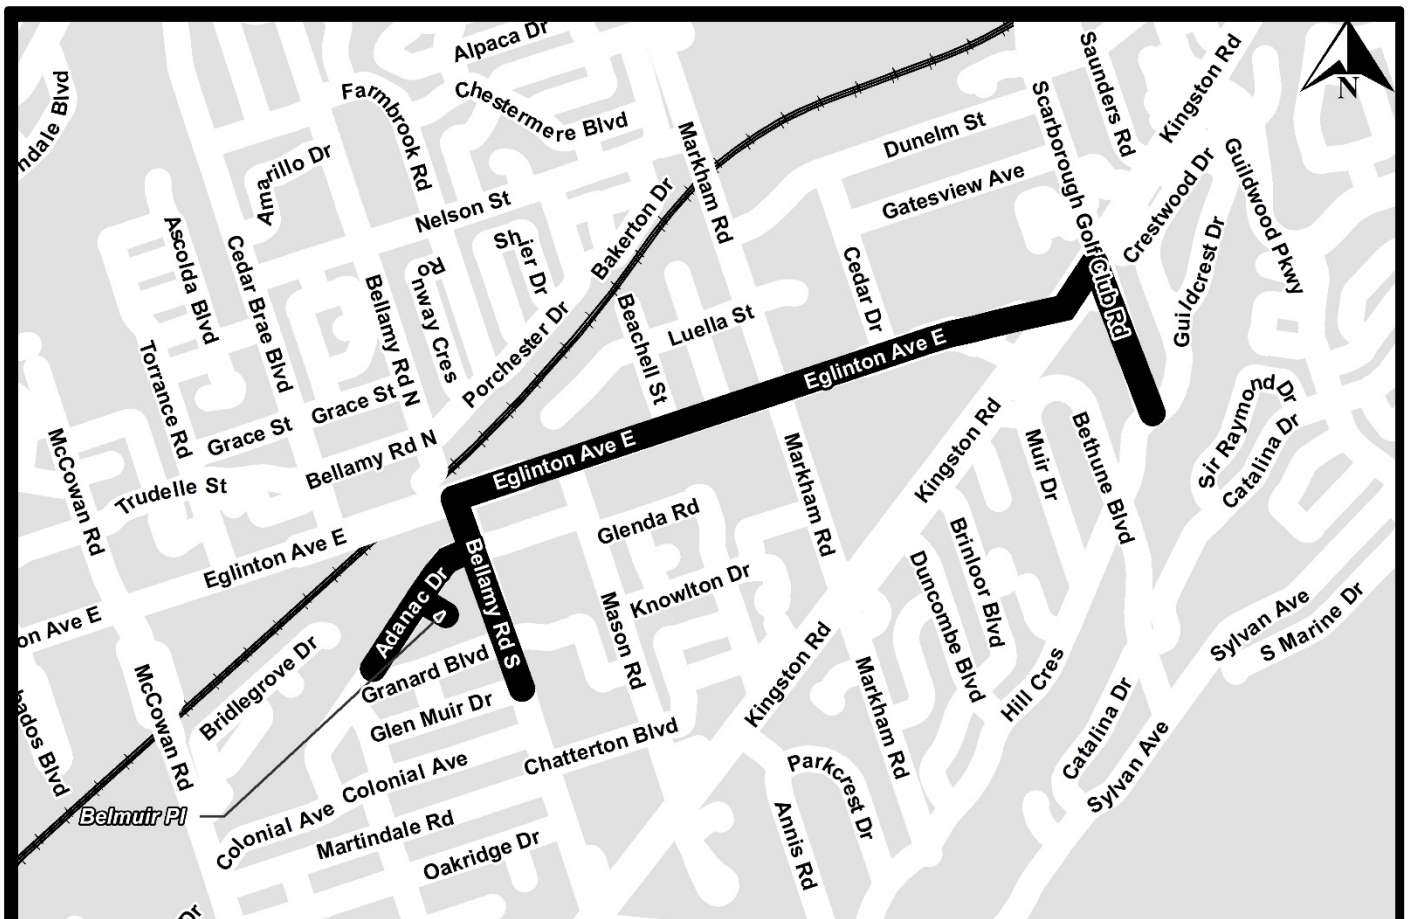 Alpaca Dr
Saunders Rd
Kingston Rd
N
ndale Blvd
Farmbrook Rd
Chestermere Blvd
Scarborough Golf Club Rd
Dunelm St
Markham Rd
Amarillo Dr
Guildwood Pkwy
Crestwood Dr
Gatesview Ave
Nelson St
Bakerton Dr
Ascolda Blvd
Cedar Brae Blvd
Shier Dr
Guildcrest Dr
Cedar Dr
Bellamy Rd N
Ronway Cres
Porchester Dr
Beachell St
Luella St
Torrance Rd
Eglinton Ave E
Grace St
Grace St
Sir Raymond Dr
Catalina Dr
Kingston Rd
Muir Dr
Bethune Blvd
McCowan Rd
Bellamy Rd N
Eglinton Ave E
Markham Rd
Trudelle St
Glenda Rd
Eglinton Ave E
Brinloor Blvd
Duncombe Blvd
Adanac Dr
Bellamy Rd S
Knowlton Dr
Mason Rd
on Ave E
Sylvan Ave
S Marine Dr
Kingston Rd
Bridlegrove Dr
Granard Blvd
Hill Cres
McCowan Rd
Markham Rd
Glen Muir Dr
Catalina Dr
bados Blvd
Chatterton Blvd
Sylvan Ave
Colonial Ave
Parkcrest Dr
Belmuir Pl
Colonial Ave
Martindale Rd
Annis Rd
Oakridge Dr
Dr